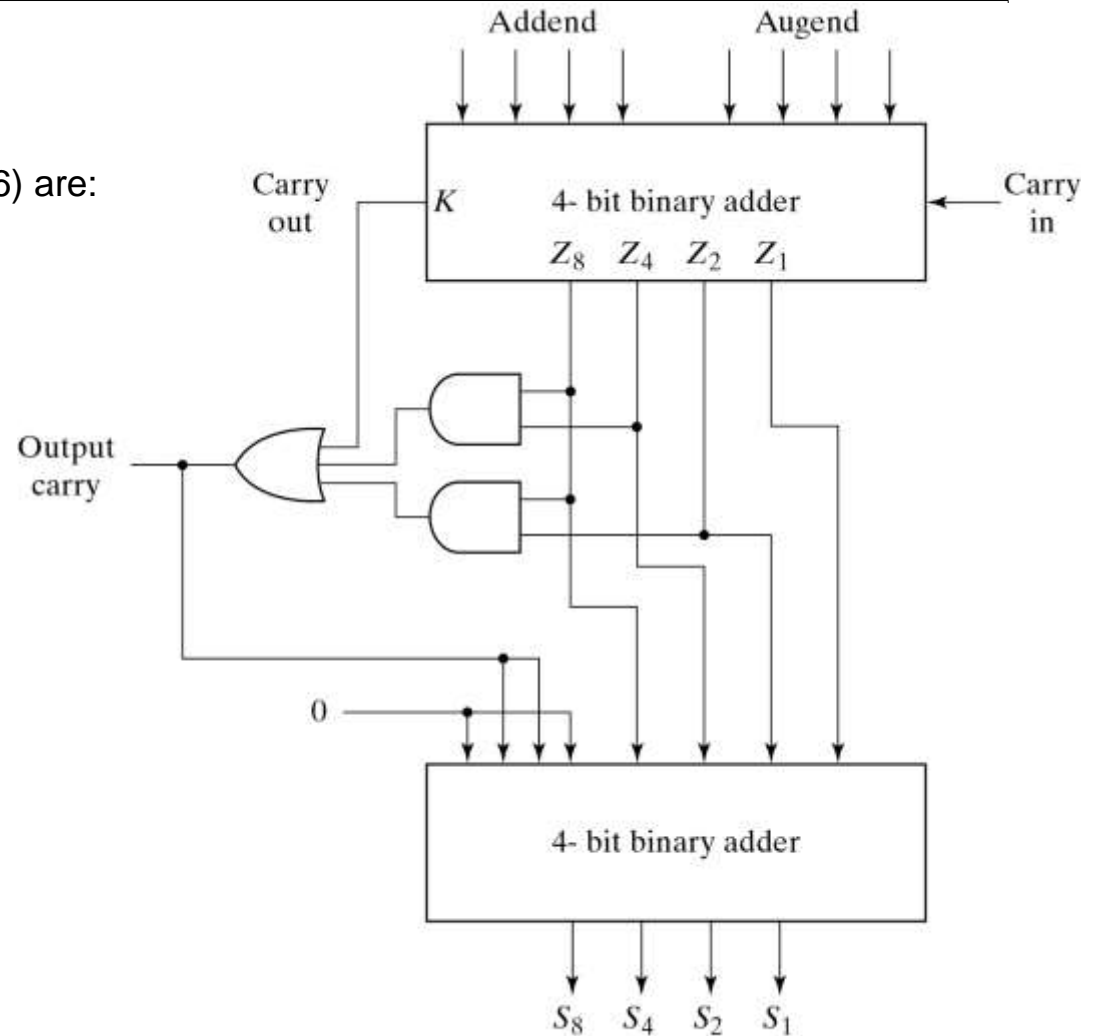 Addend Augend
6) are:
Carry
out
K
4- bit binary adder
Carry
in
Z₈ Z₄ Z₂ Z₁
Output
carry
0
4- bit binary adder
S₈ S₄ S₂ S₁